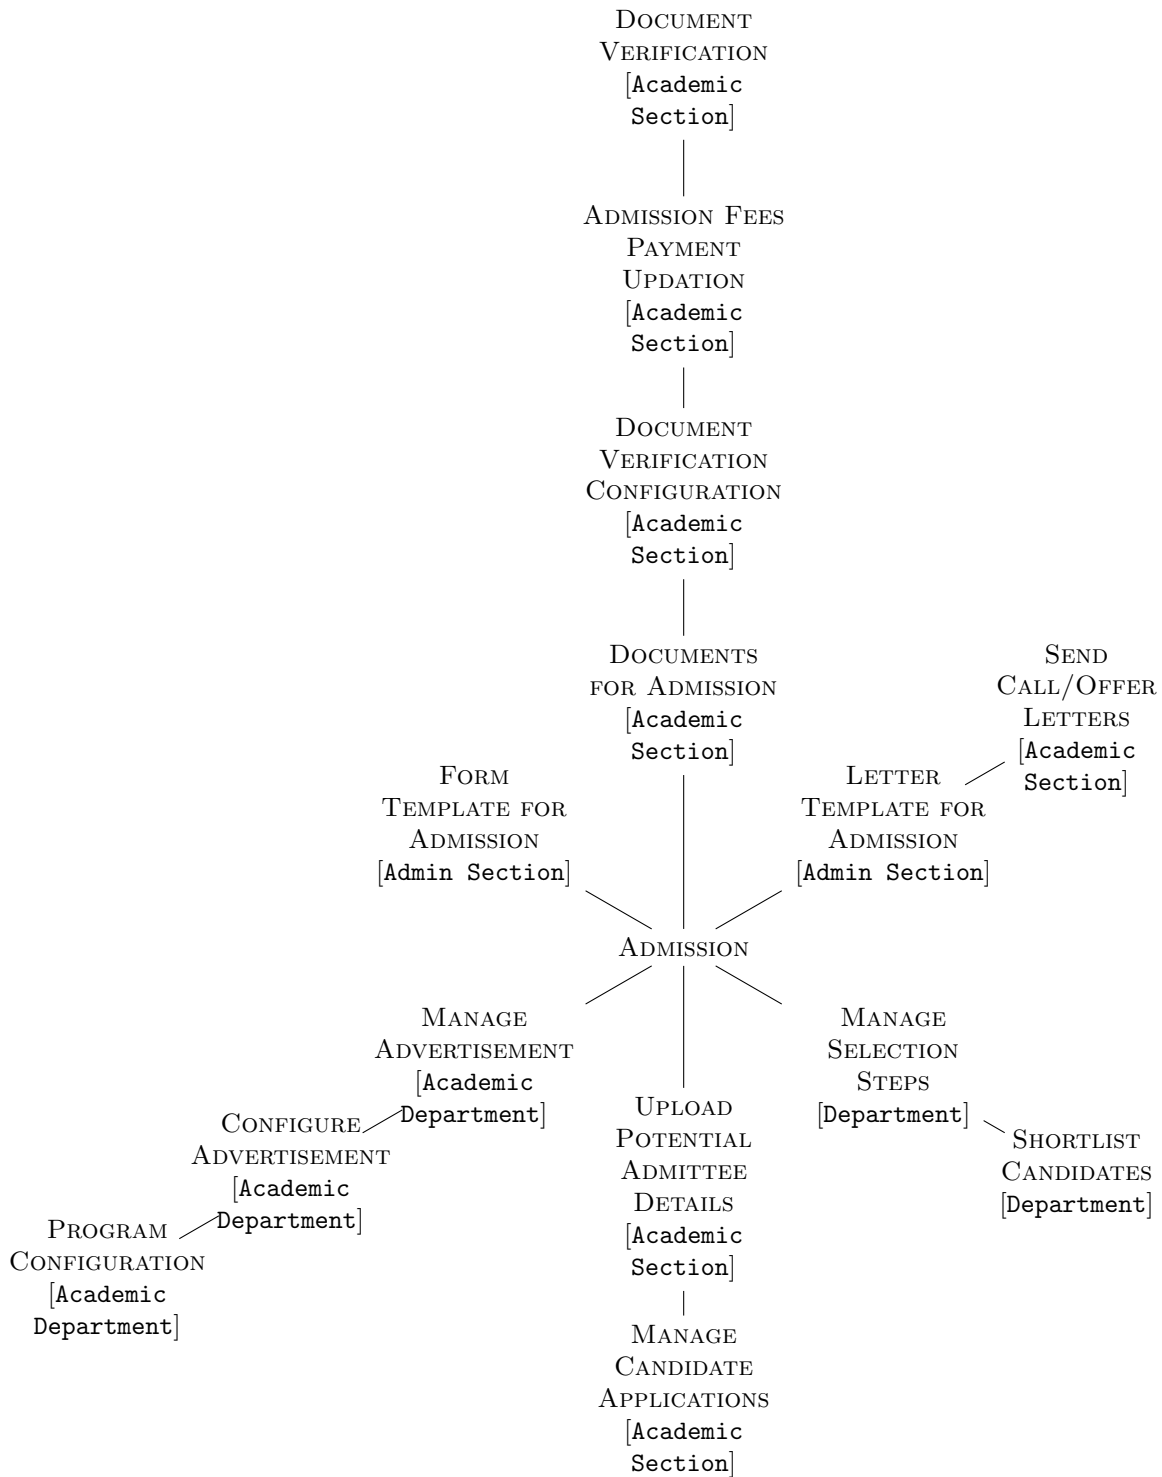 Document
Verification
[Academic
Section]
Admission Fees
Payment
Updation
[Academic
Section]
Document
Verification
Configuration
[Academic
Section]
Documents
for Admission
[Academic
Section]
Send
Call/Offer
Letters
[Academic
Section]
Form
Template for
Admission
[Admin Section]
Letter
Template for
Admission
[Admin Section]
Admission
Manage
Advertisement
[Academic
Department]
Manage
Selection
Steps
[Department]
Configure
Advertisement
[Academic
Department]
Upload
Potential
Admittee
Details
[Academic
Section]
Shortlist
Candidates
[Department]
Program
Configuration
[Academic
Department]
Manage
Candidate
Applications
[Academic
Section]